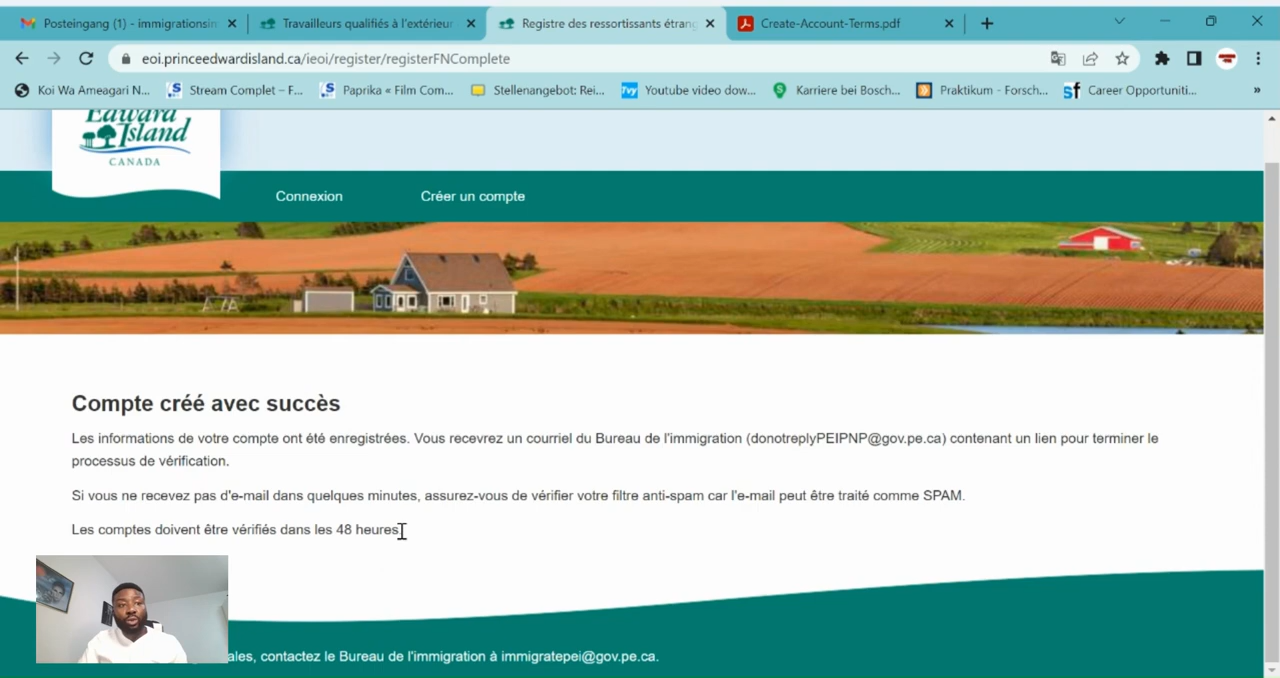 Posteingang (1) - immigrationsin
Travailleurs qualifiés à l'extérieur
Registre des ressortissants étrang
Create-Account-Terms.pdf
eoi.princeedwardisland.ca/ieoi/register/registerFNComplete
Koi Wa Ameagari N...
Stream Complet – F...
Paprika « Film Com...
Stellenangebot: Rei...
Youtube video dow...
Karriere bei Bosch...
Praktikum - Forsch...
Career Opportuniti...
»
Edward
Island
CANADA
Connexion
Créer un compte
Compte créé avec succès
Les informations de votre compte ont été enregistrées. Vous recevrez un courriel du Bureau de l'immigration (donotreplyPEIPNP@gov.pe.ca) contenant un lien pour terminer le
processus de vérification.
Si vous ne recevez pas d'e-mail dans quelques minutes, assurez-vous de vérifier votre filtre anti-spam car l'e-mail peut être traité comme SPAM.
Les comptes doivent être vérifiés dans les 48 heures
ales, contactez le Bureau de l'immigration à immigratepei@gov.pe.ca.